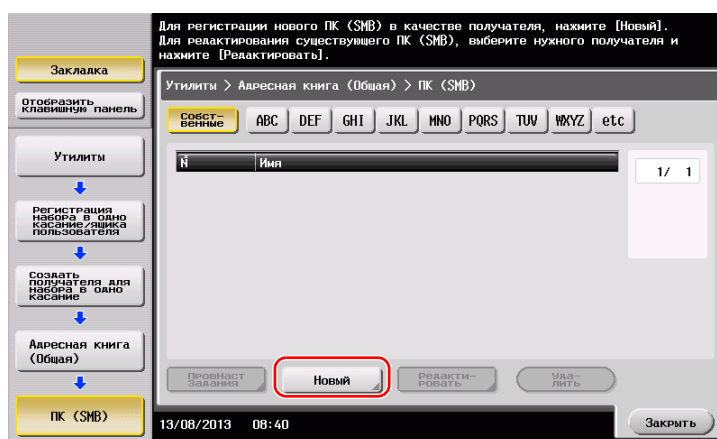 Для регистрации нового ПК (SMB) в качестве получателя, нажмите [Новый].
Для редактирования существующего ПК (SMB), выберите нужного получателя и
нажмите [Редактировать].
Закладка
Утилиты > Адресная книга (Общая) > ПК (SMB)
Отобразить
клавишную панель
Собст-
венные
ABC
DEF
GHI
JKL
MNO
PQRS
TUV
WXYZ
etc
Утилиты
N
Имя
1/ 1
Регистрация
набора в одно
касание/ящика
пользователя
Создать
получателя для
набора в одно
касание
Адресная книга
(Общая)
ПровНаст
Задания
Новый
Редакти-
ровать
Уда-
лить
ПК (SMB)
13/08/2013 08:40
Закрыть